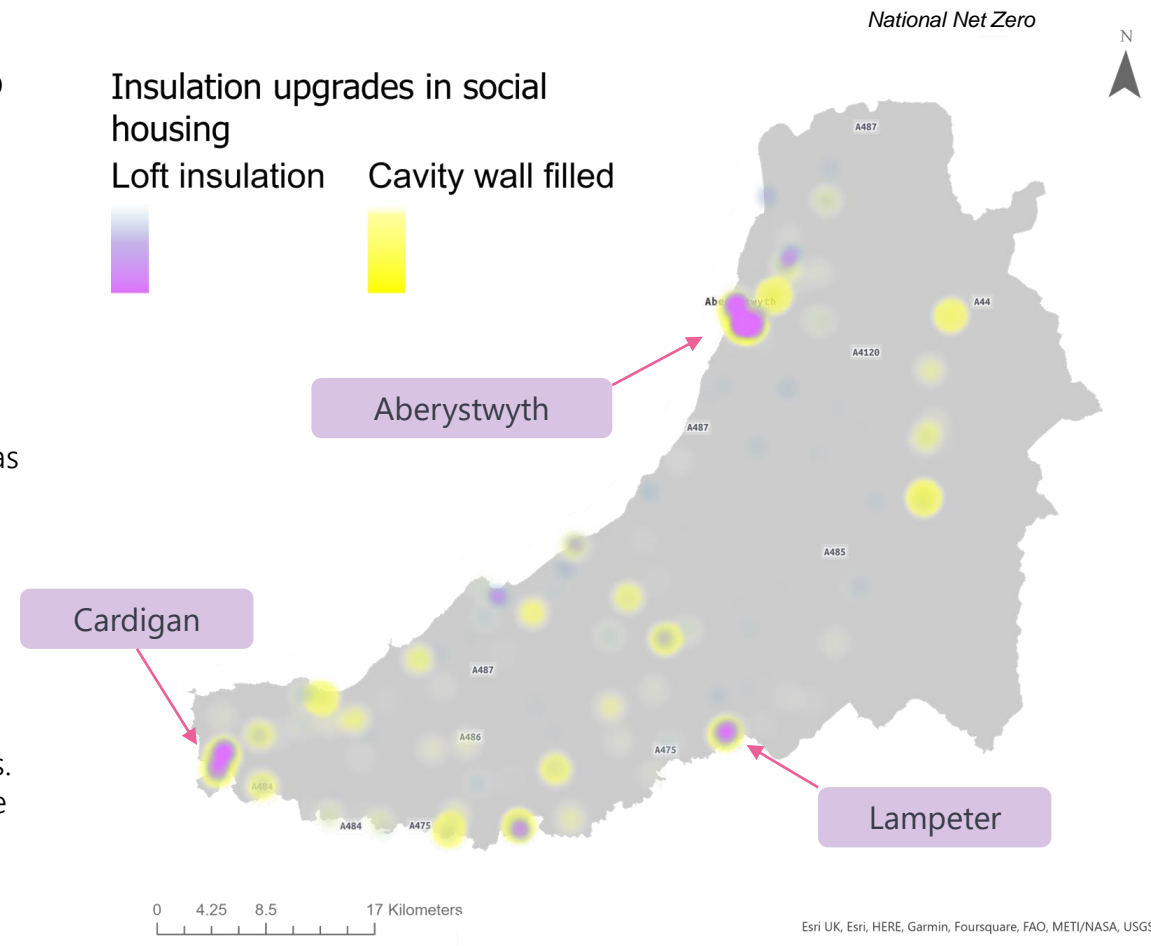 National Net Zero
N
Insulation upgrades in social
housing
Loft insulation
Cavity wall filled
A487
A44
A4120
Aberystwyth
A487
as
A485
Cardigan
A487
A486
A475
s.
e
A484
A484
A475
Lampeter
0 4.25 8.5 17 Kilometers
Esri UK, Esri, HERE, Garmin, Foursquare, FAO, METI/NASA, USGS